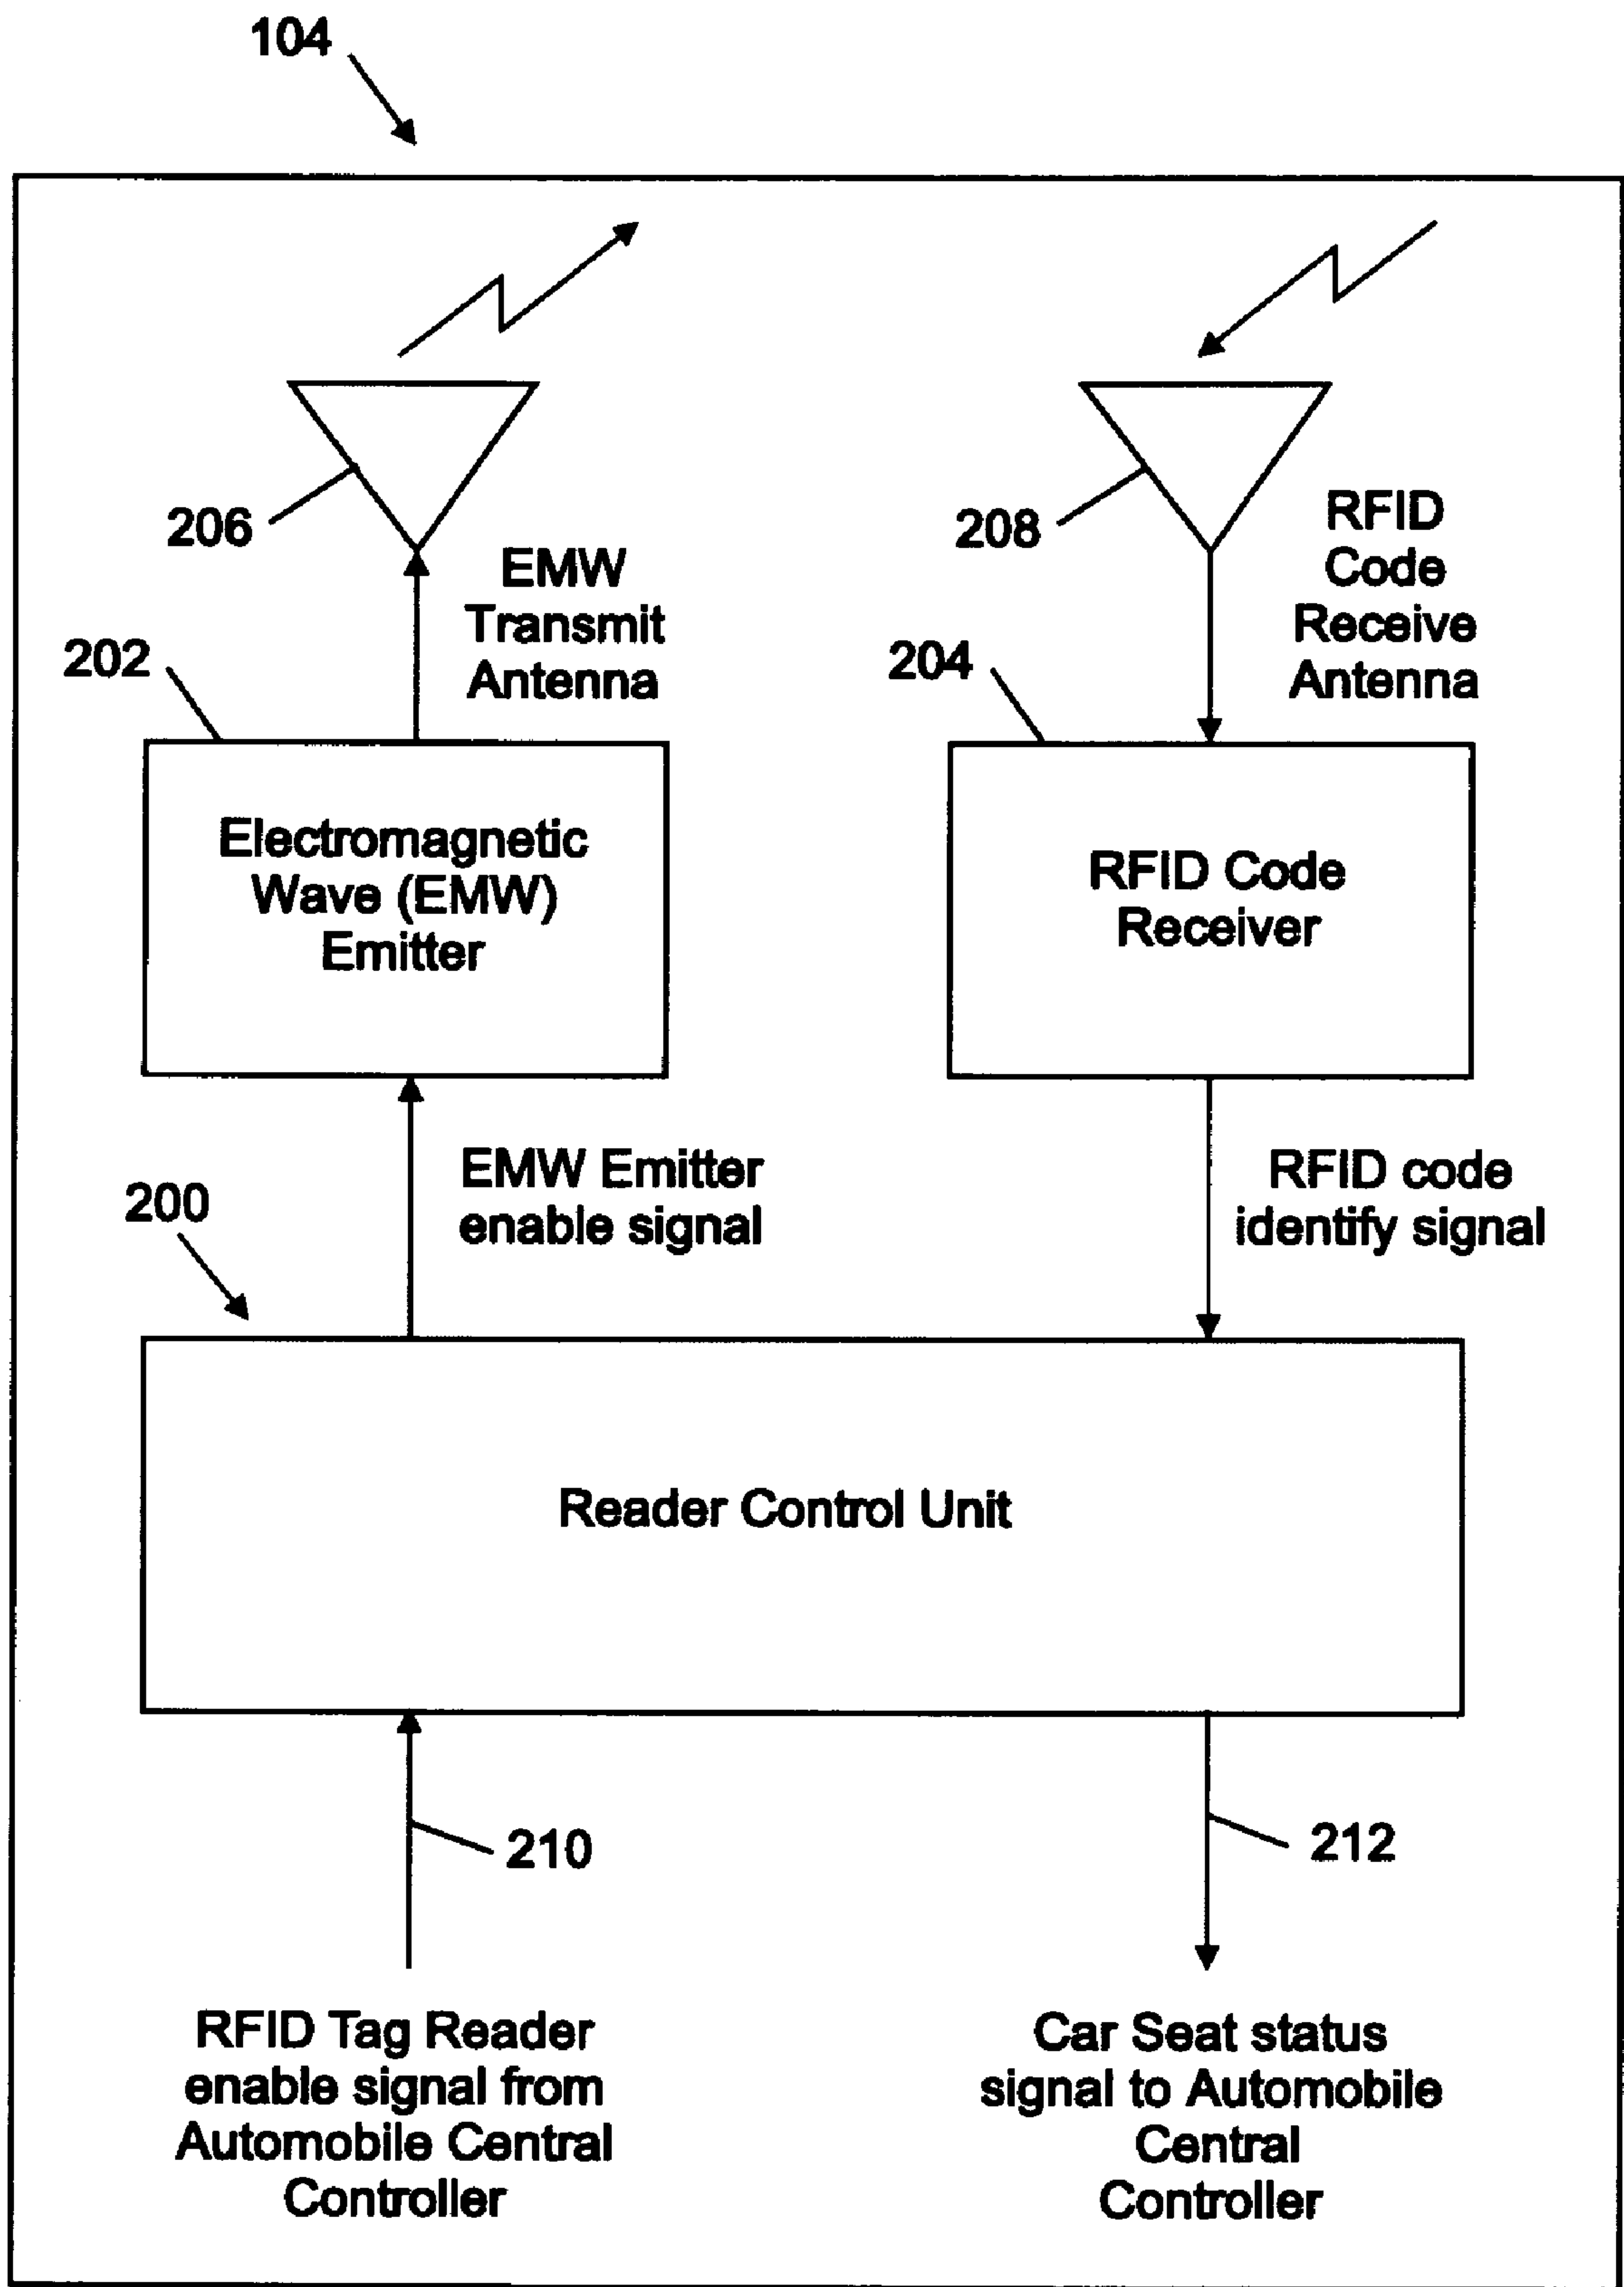 104
206
EMW
Transmit
Antenna
208
RFID
Code
Receive
Antenna
202
204
Electromagnetic
Wave (EMW)
Emitter
RFID Code
Receiver
200
EMW Emitter
enable signal
RFID code
identify signal
Reader Control Unit
210
212
RFID Tag Reader
enable signal from
Automobile Central
Controller
Car Seat status
signal to Automobile
Central
Controller